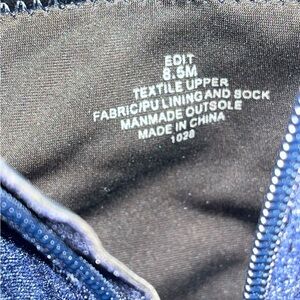 EDIT
8.5M
TEXTILE UPPER
FABRIC/PU LINING AND SOCK
MANMADE OUTSOLE
MADE IN CHINA
1028